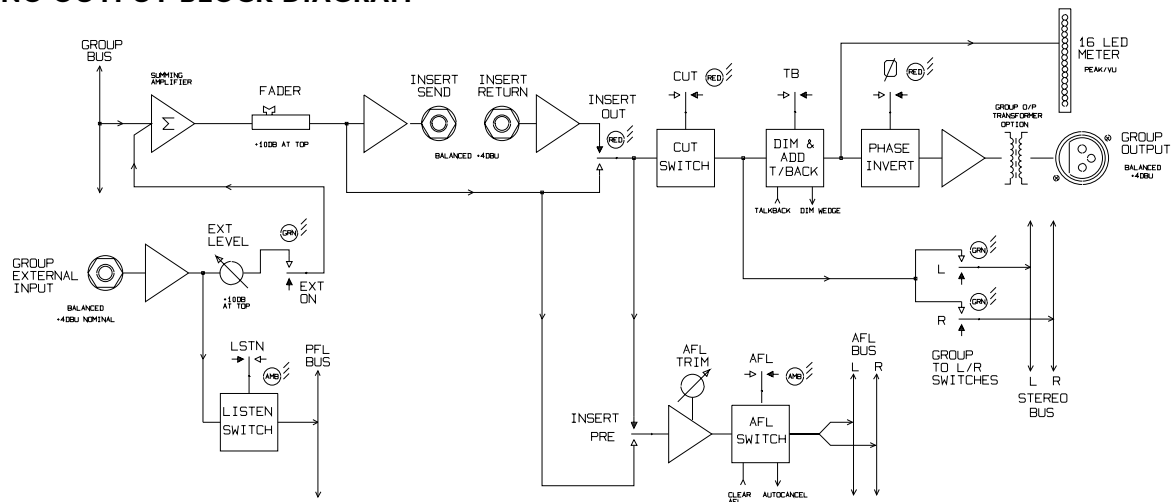 NG OUTPUT BLOCK DIAGRAM
GROUP
BUS
SUMMING
AMPLIFIER
Σ
FADER
+10DB AT TOP
INSERT
SEND
INSERT
RETURN
BALANCED +4DBU
INSERT
OUT
RED
CUT
RED
CUT
SWITCH
TB
DIM &
ADD
T/BACK
TALKBACK
DIM WEDGE
Ø
RED
PHASE
INVERT
16 LED
METER
PEAK/VU
GROUP O/P
TRANSFORMER
OPTION
GROUP
OUTPUT
BALANCED
+4DBU
GROUP
EXTERNAL
INPUT
BALANCED
+4DBU NOMINAL
EXT
LEVEL
+10DB
AT TOP
GRN
EXT
ON
LSTN
AMB
LISTEN
SWITCH
PFL
BUS
INSERT
PRE
AFL
TRIM
AFL
AMB
AFL
SWITCH
CLEAR
AFL
AUTOCANCEL
AFL
BUS
L R
GRN
L
GRN
R
GROUP
TO L/R
SWITCHES
L R
STEREO
BUS